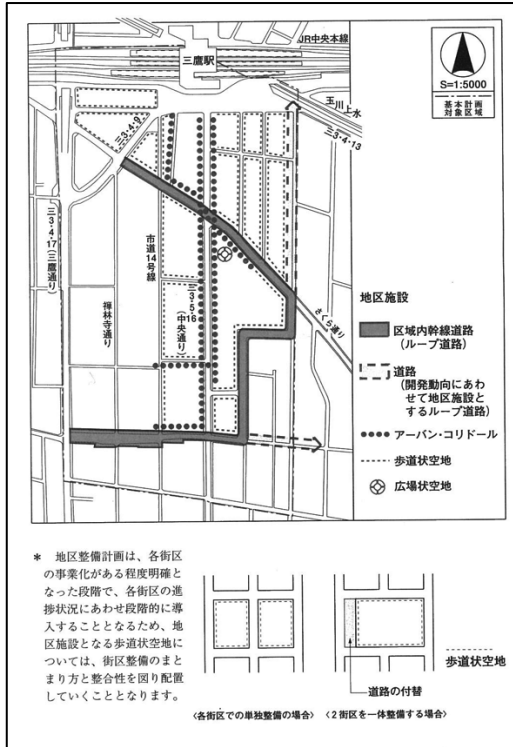 JR中央本線
三鷹駅
S=1:5000
基本計画
対象区域
玉川上水
三・3・4・13
三・3・4・9
三・3・4・17(三鷹通り)
禅林寺通り
市道14号線
三・3・5・16
(中央通り)
さくら通り
地区施設
区域内幹線道路
(ループ道路)
道路
(開発動向にあわ
せて地区施設と
するループ道路)
アーバン・コリドール
歩道状空地
広場状空地
* 地区整備計画は、各街区
の事業化がある程度明確と
なった段階で、各街区の進
捗状況にあわせ段階的に導
入することとなるため、地
区施設となる歩道状空地に
ついては、街区整備のまと
まり方と整合性を図り配置
していくこととなります。
歩道状空地
道路の付替
〈各街区での単独整備の場合〉 〈2街区を一体整備する場合〉